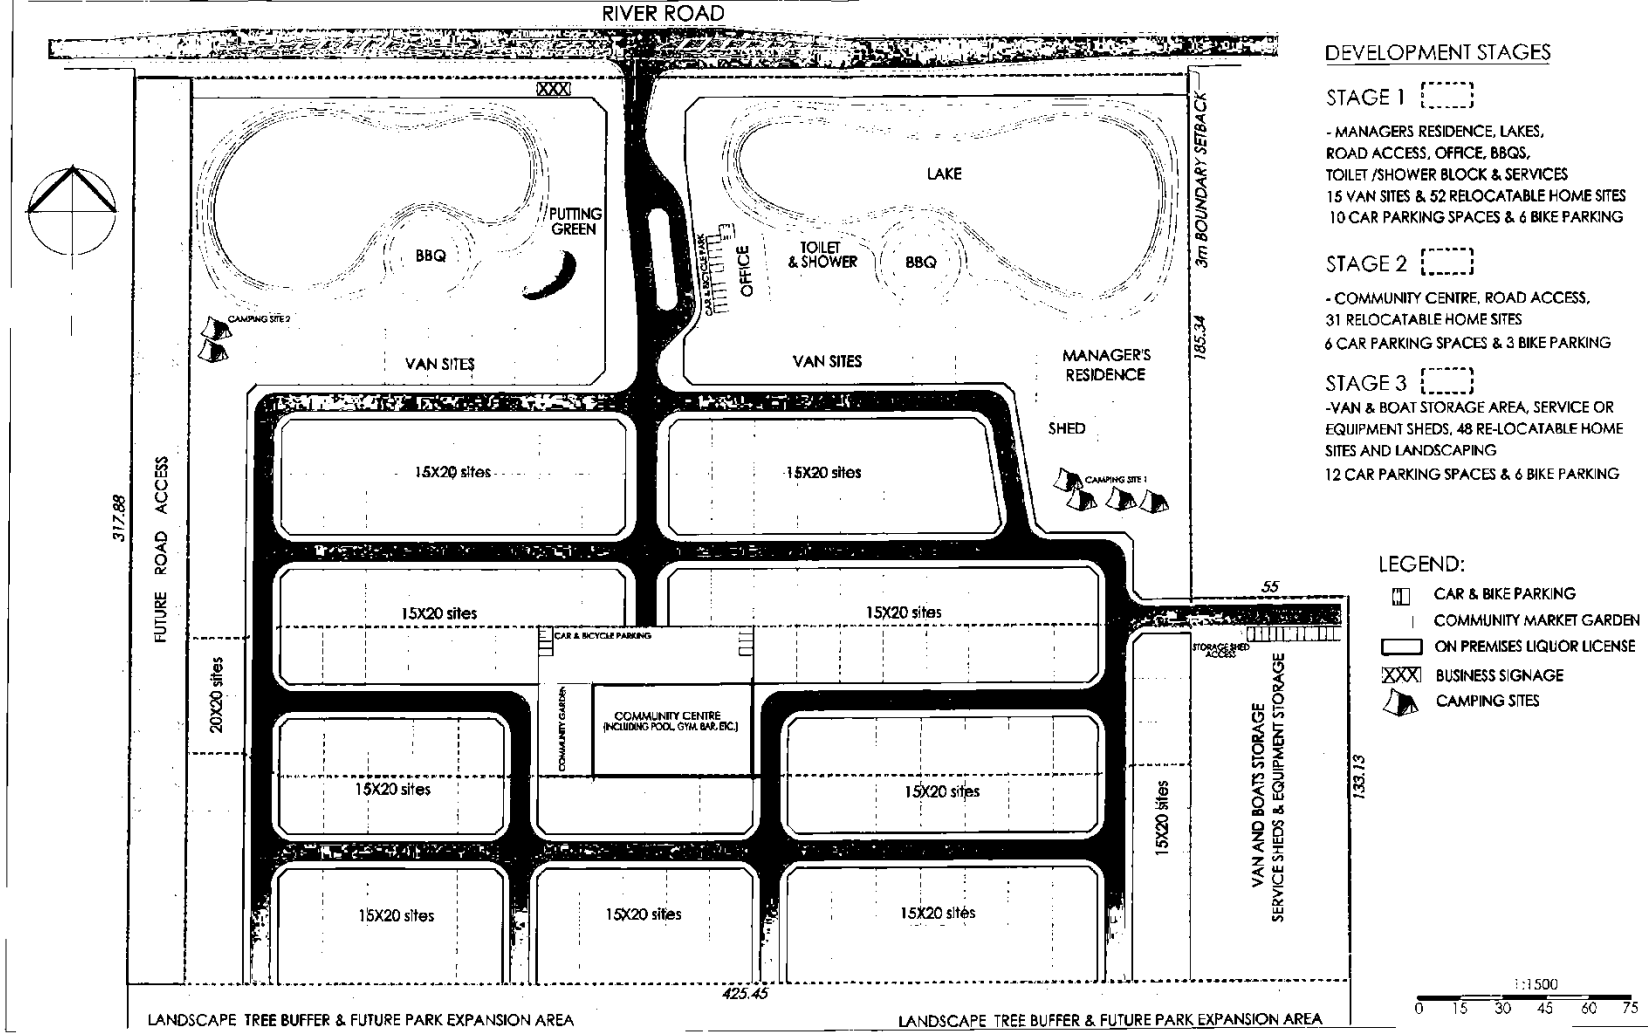 RIVER ROAD
XXX
LAKE
PUTTING
GREEN
BBQ
CAR & BICYCLE PARK
OFFICE
TOILET
& SHOWER
BBQ
3m BOUNDARY SETBACK
185.34
CAMPING SITE 2
VAN SITES
VAN SITES
MANAGER'S
RESIDENCE
SHED
CAMPING SITE 1
317.88
FUTURE ROAD ACCESS
15X20 sites
15X20 sites
15X20 sites
15X20 sites
55
CAR & BICYCLE PARKING
STORAGE SHED
ACCESS
20X20 sites
COMMUNITY GARDEN
COMMUNITY CENTRE
(INCLUDING POOL, GYM, BAR, ETC.)
15X20 sites
15X20 sites
15X20 sites
VAN AND BOATS STORAGE
SERVICE SHEDS & EQUIPMENT STORAGE
133.13
15X20 sites
15X20 sites
15X20 sites
425.45
LANDSCAPE TREE BUFFER & FUTURE PARK EXPANSION AREA
LANDSCAPE TREE BUFFER & FUTURE PARK EXPANSION AREA
DEVELOPMENT STAGES
STAGE 1
- MANAGERS RESIDENCE, LAKES,
ROAD ACCESS, OFFICE, BBQS,
TOILET /SHOWER BLOCK & SERVICES
15 VAN SITES & 52 RELOCATABLE HOME SITES
10 CAR PARKING SPACES & 6 BIKE PARKING
STAGE 2
- COMMUNITY CENTRE, ROAD ACCESS,
31 RELOCATABLE HOME SITES
6 CAR PARKING SPACES & 3 BIKE PARKING
STAGE 3
-VAN & BOAT STORAGE AREA, SERVICE OR
EQUIPMENT SHEDS, 48 RE-LOCATABLE HOME
SITES AND LANDSCAPING
12 CAR PARKING SPACES & 6 BIKE PARKING
LEGEND:
CAR & BIKE PARKING
COMMUNITY MARKET GARDEN
ON PREMISES LIQUOR LICENSE
XXX BUSINESS SIGNAGE
CAMPING SITES
1:1500
0 15 30 45 60 75